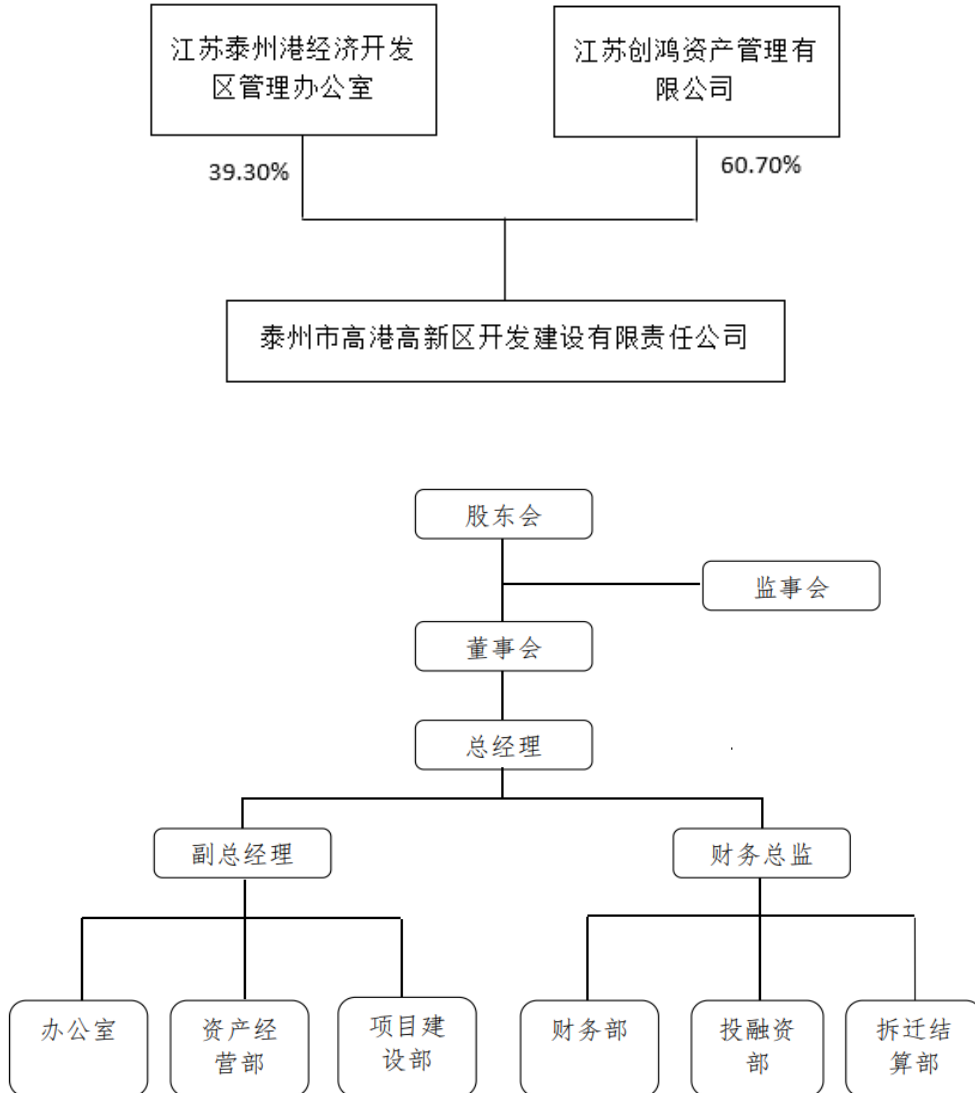 江苏泰州港经济开发
区管理办公室
江苏创鸿资产管理有
限公司
39.30%
60.70%
泰州市高港高新区开发建设有限责任公司
股东会
监事会
董事会
总经理
副总经理
财务总监
办公室
资产经
营部
项目建
设部
财务部
投融资
部
拆迁结
算部